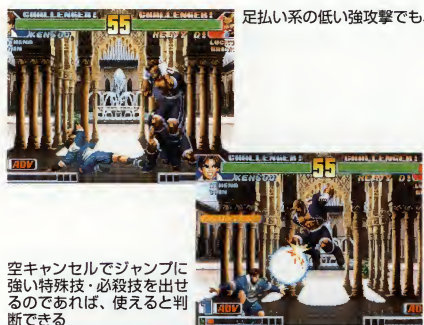 足払い系の低い強攻撃でも、
CHALLENGER! 55 CHALLENGER!
KENSOU HEAVY D!
ADV
CHALLENGER! 55 CHALLENGER!
KENSOU HEAVY D!
ADV
空キャンセルでジャンプに
強い特殊技・必殺技を出せ
るのであれば、使えると判
断できる